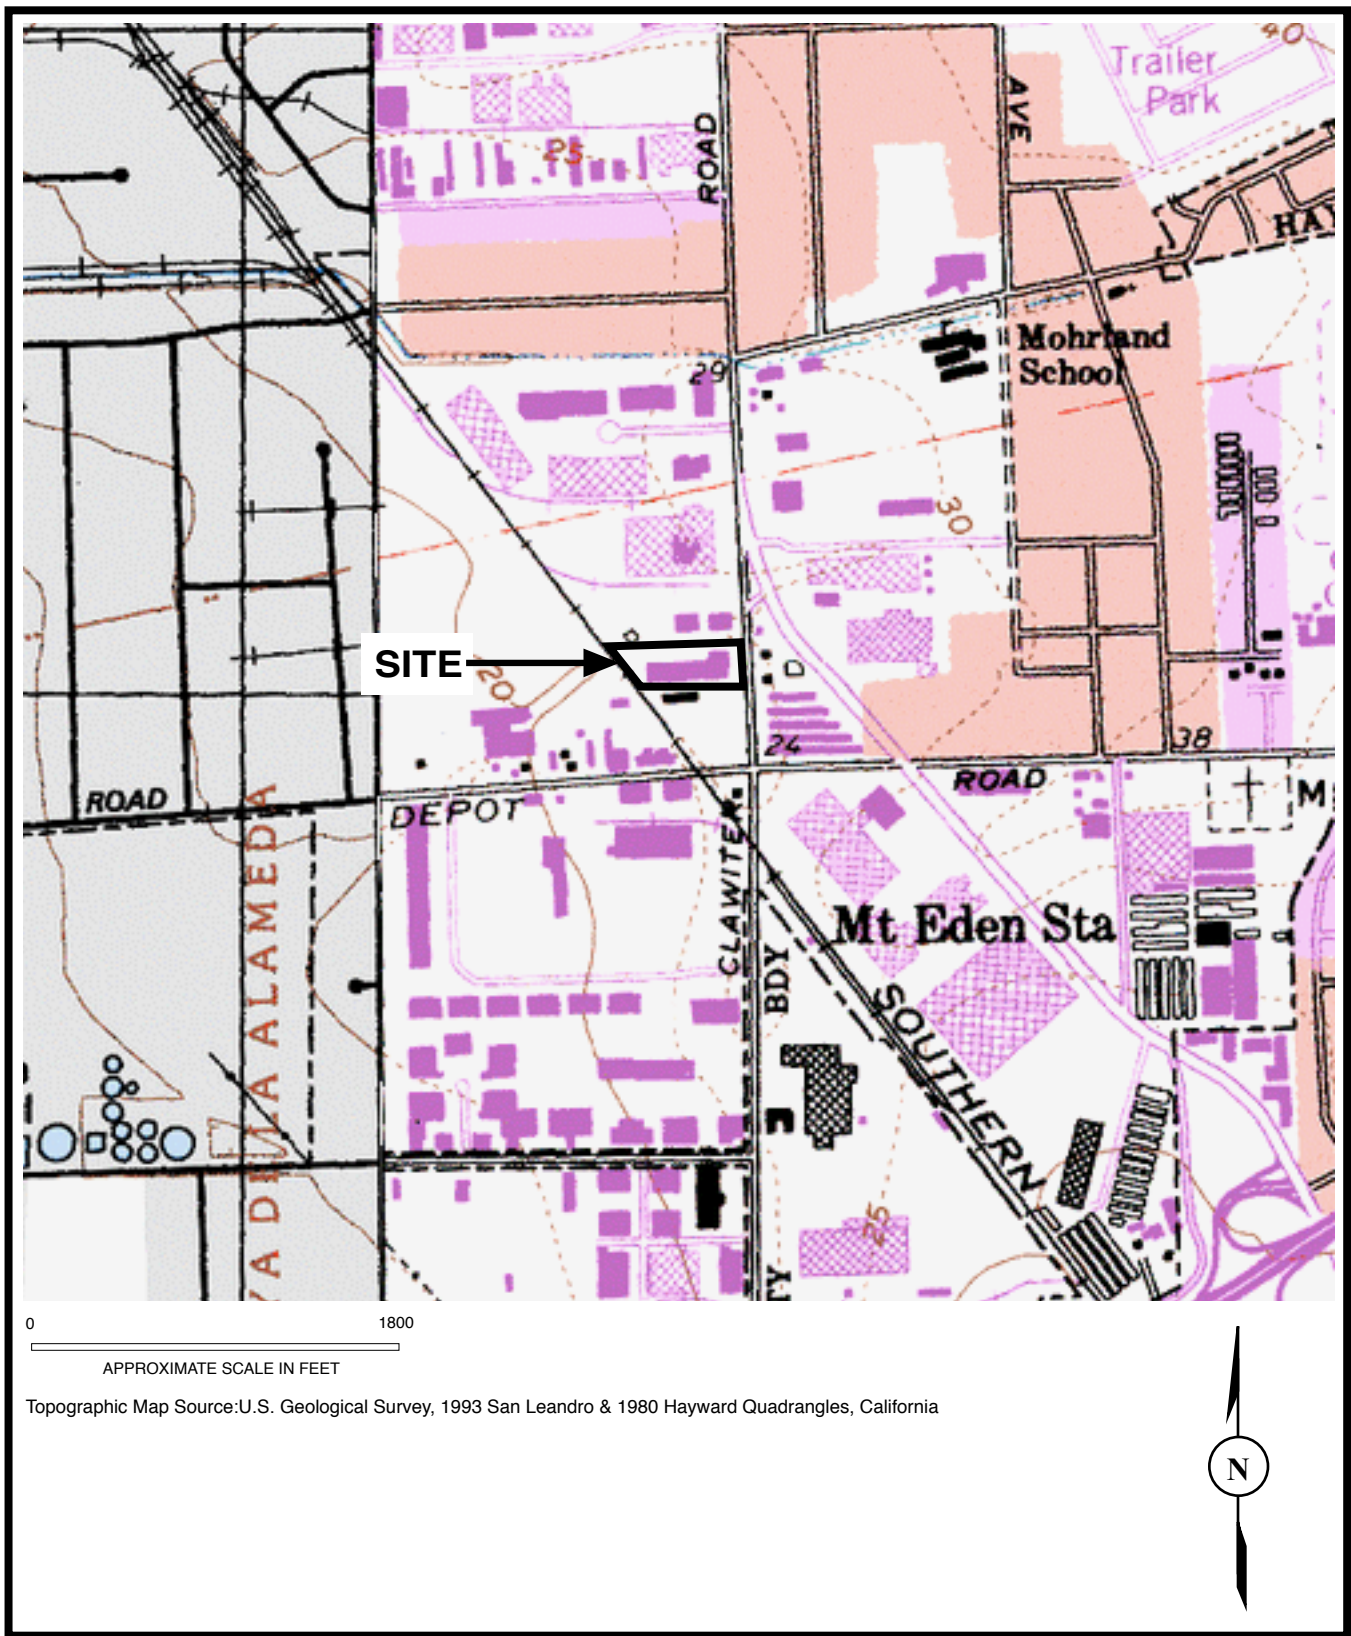 40
Trailer
Park
AVE
ROAD
25
HAY
Mohrland
School
29
30
SITE
20
D
24
38
ROAD
ROAD
DEPOT
M
CLAWITER
Mt Eden Sta
BDY
SOUTHERN
ALAMEDA
25
0 1800
APPROXIMATE SCALE IN FEET
Topographic Map Source:U.S. Geological Survey, 1993 San Leandro & 1980 Hayward Quadrangles, California
N